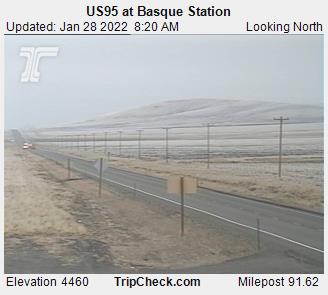 US95 at Basque Station
Updated: Jan 28 2022 8:20 AM Looking North
Elevation 4460 TripCheck.com Milepost 91.62